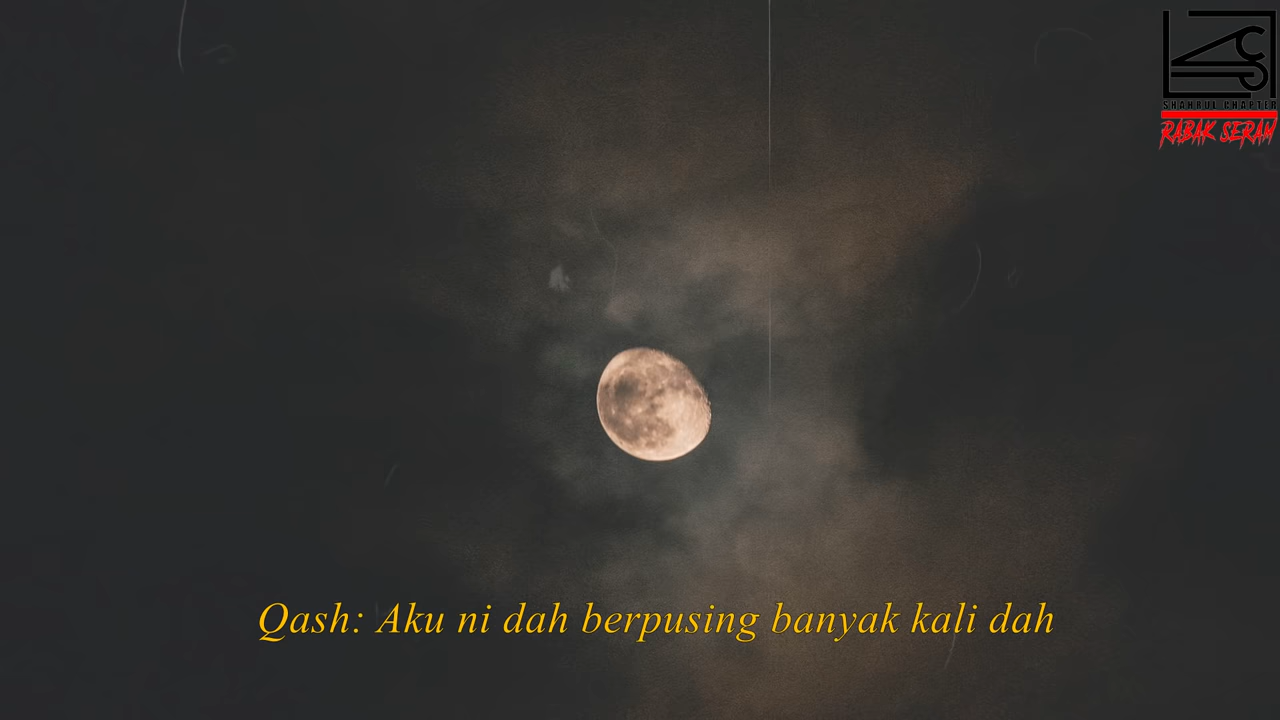 SHAHRUL CHAPTER
RABAK SERAM
Qash: Aku ni dah berpusing banyak kali dah